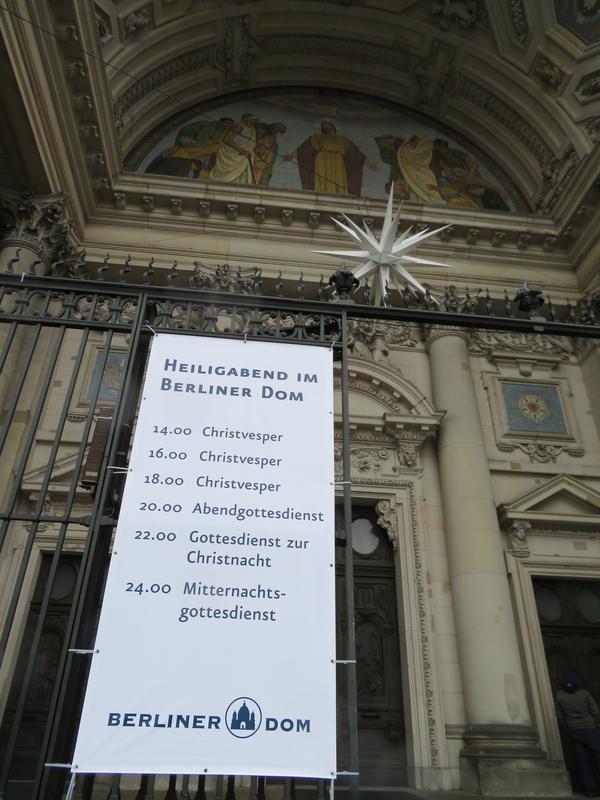 Heiligabend im
Berliner Dom
14.00 Christvesper
16.00 Christvesper
18.00 Christvesper
20.00 Abendgottesdienst
22.00 Gottesdienst zur
Christnacht
24.00 Mitternachts-
gottesdienst
BERLINER DOM